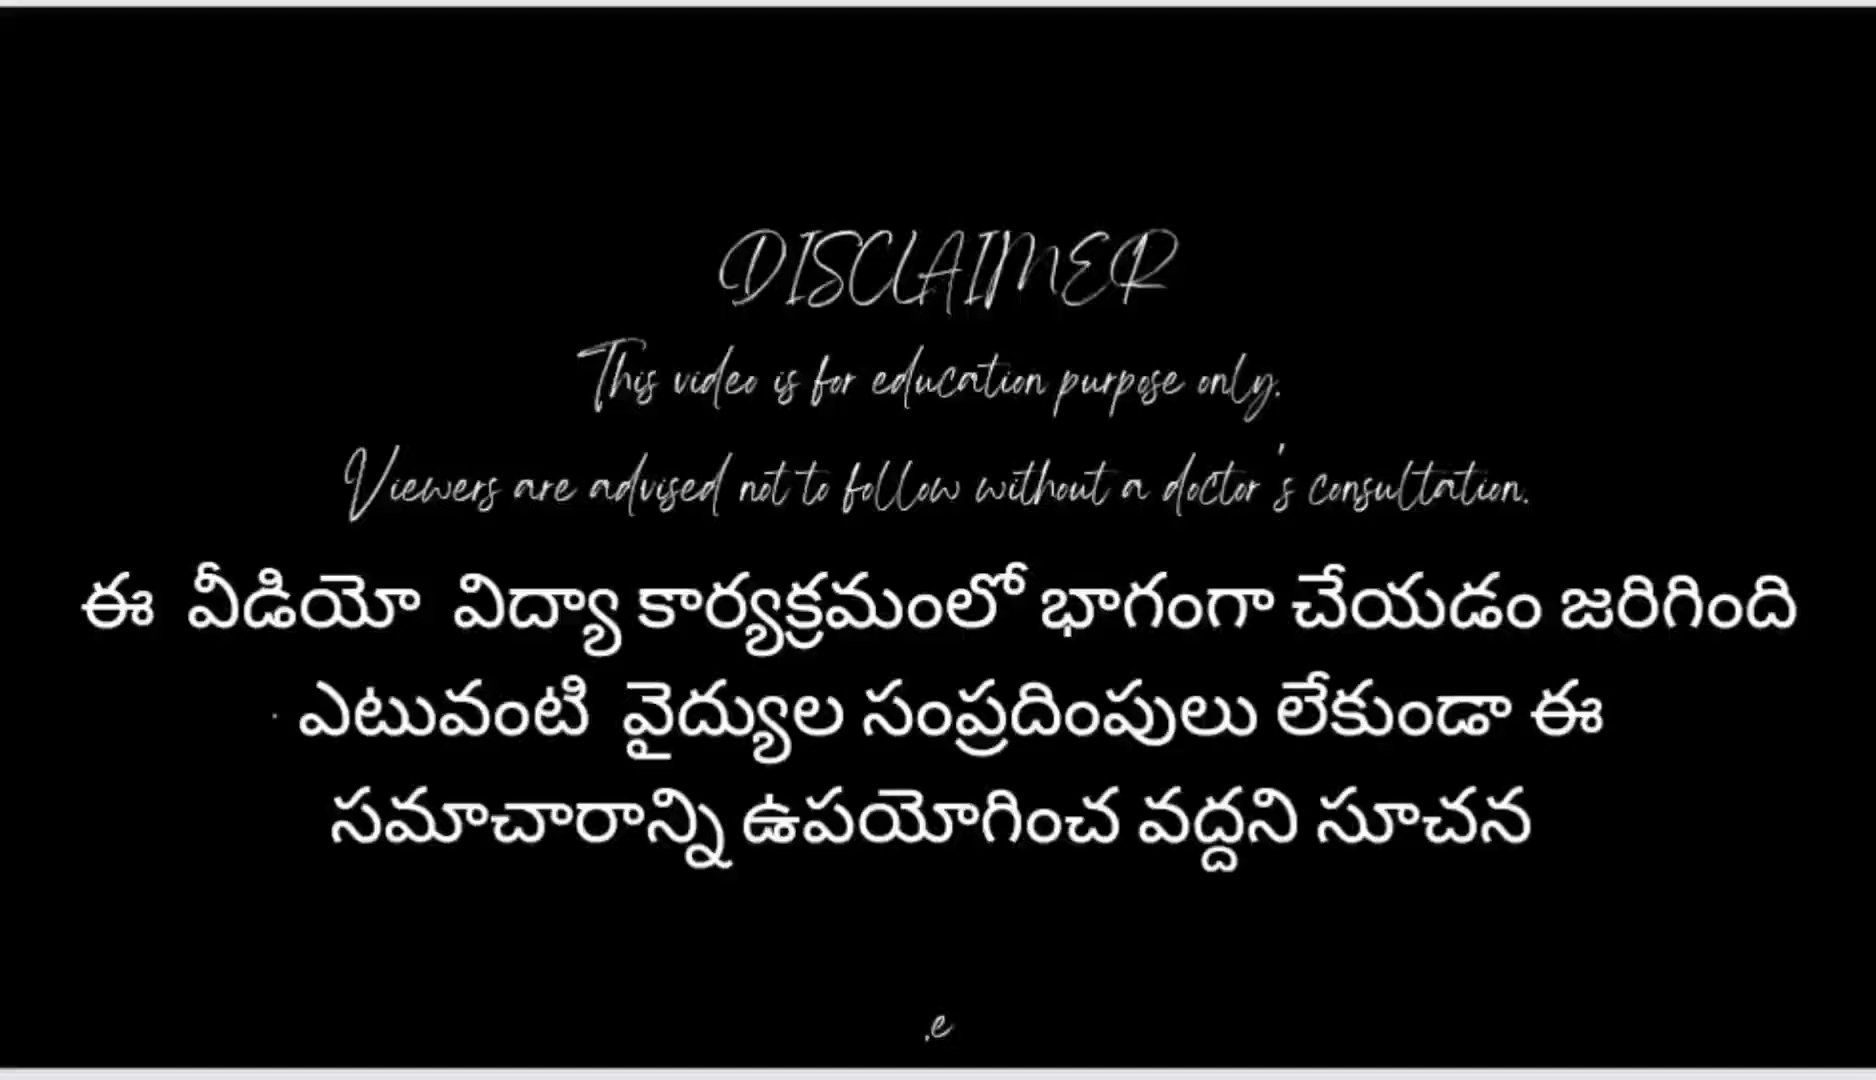 DISCLAIMER
This video is for education purpose only.
Viewers are advised not to follow without a doctor's consultation.
ఈ వీడియో విద్యా కార్యక్రమంలో భాగంగా చేయడం జరిగింది
ఎటువంటి వైద్యుల సంప్రదింపులు లేకుండా ఈ
సమాచారాన్ని ఉపయోగించ వద్దని సూచన
.e